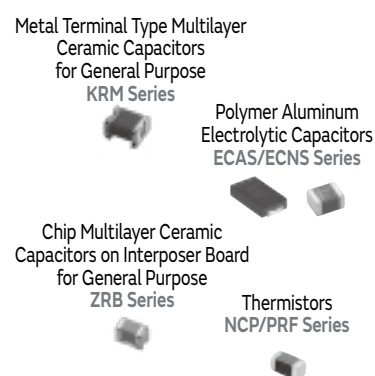 Metal Terminal Type Multilayer
Ceramic Capacitors
for General Purpose
KRM Series
Polymer Aluminum
Electrolytic Capacitors
ECAS/ECNS Series
Chip Multilayer Ceramic
Capacitors on Interposer Board
for General Purpose
ZRB Series
Thermistors
NCP/PRF Series